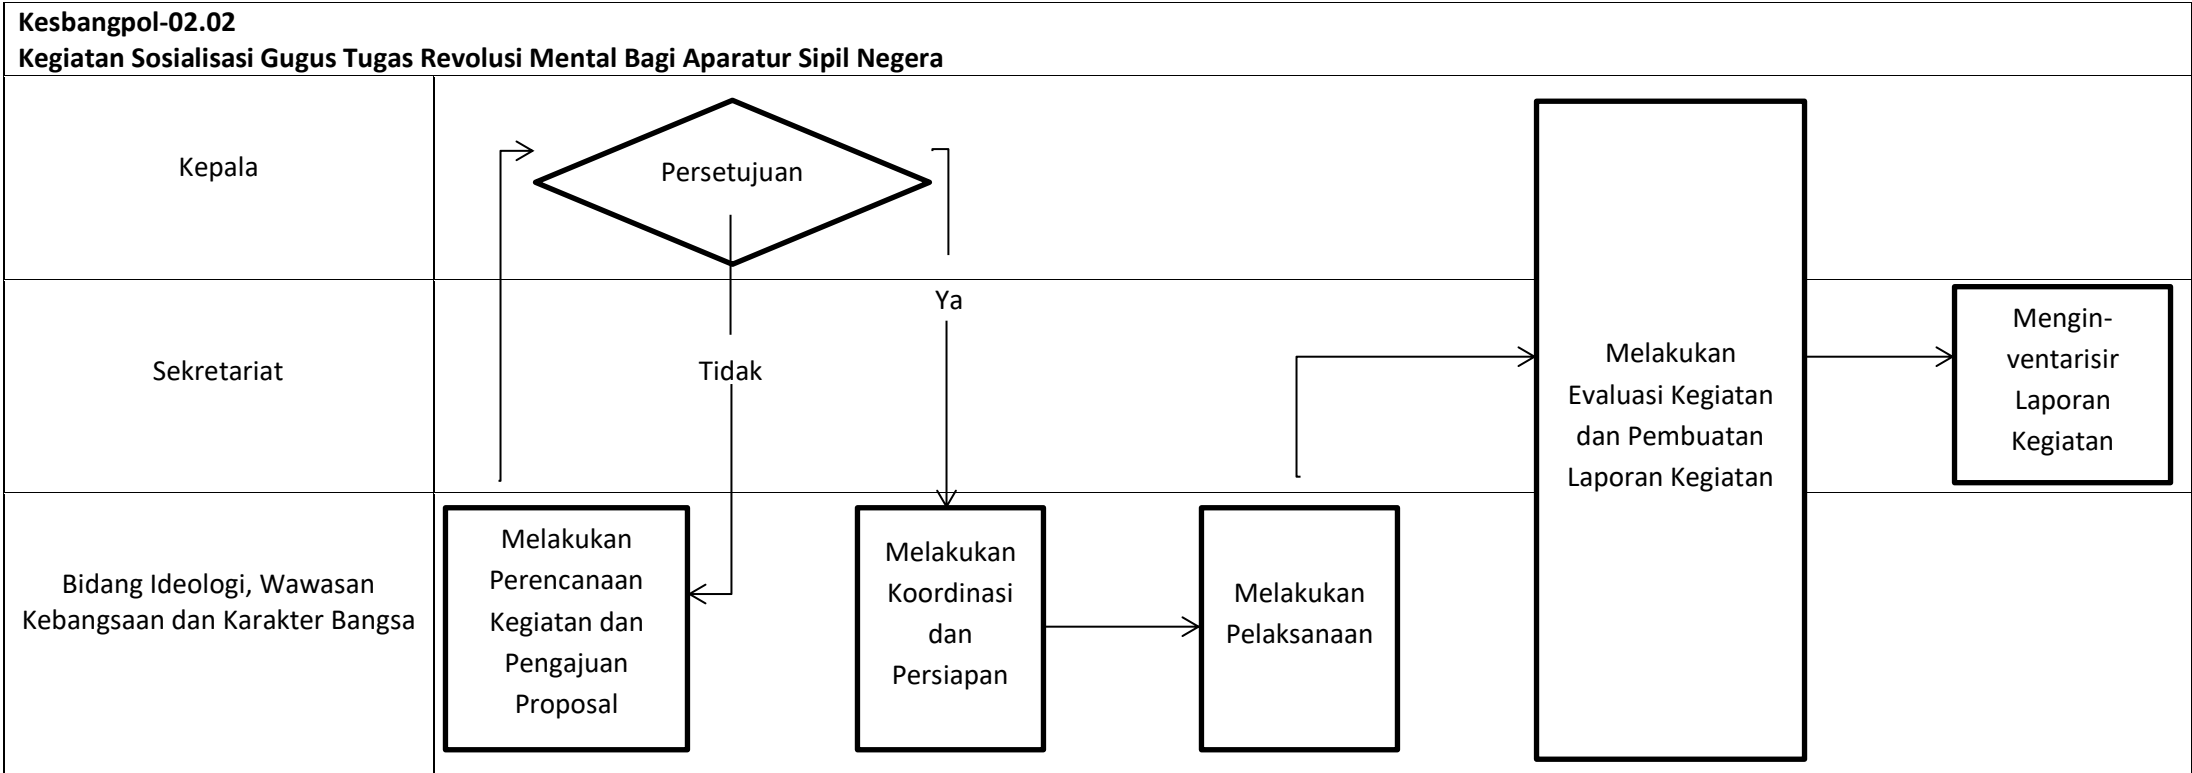 Kesbangpol-02.02
Kegiatan Sosialisasi Gugus Tugas Revolusi Mental Bagi Aparatur Sipil Negera
Kepala
Persetujuan
Sekretariat
Ya
Tidak
Melakukan
Evaluasi Kegiatan
dan Pembuatan
Laporan Kegiatan
Mengin-
ventarisir
Laporan
Kegiatan
Bidang Ideologi, Wawasan
Kebangsaan dan Karakter Bangsa
Melakukan
Perencanaan
Kegiatan dan
Pengajuan
Proposal
Melakukan
Koordinasi
dan
Persiapan
Melakukan
Pelaksanaan